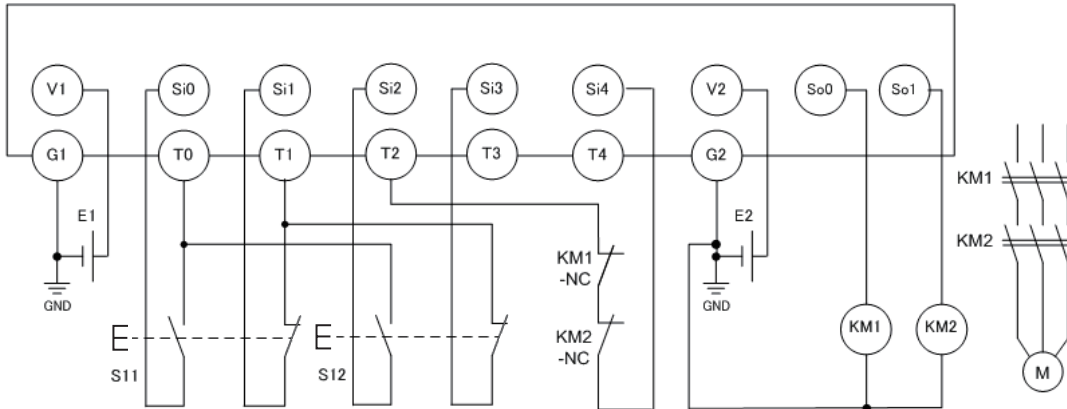 V1 Si0 Si1 Si2 Si3 Si4 V2 So0 So1
G1 T0 T1 T2 T3 T4 G2
KM1
E1
E2
KM2
GND
KM1
-NC
GND
KM2
-NC
KM1 KM2
S11
S12
M